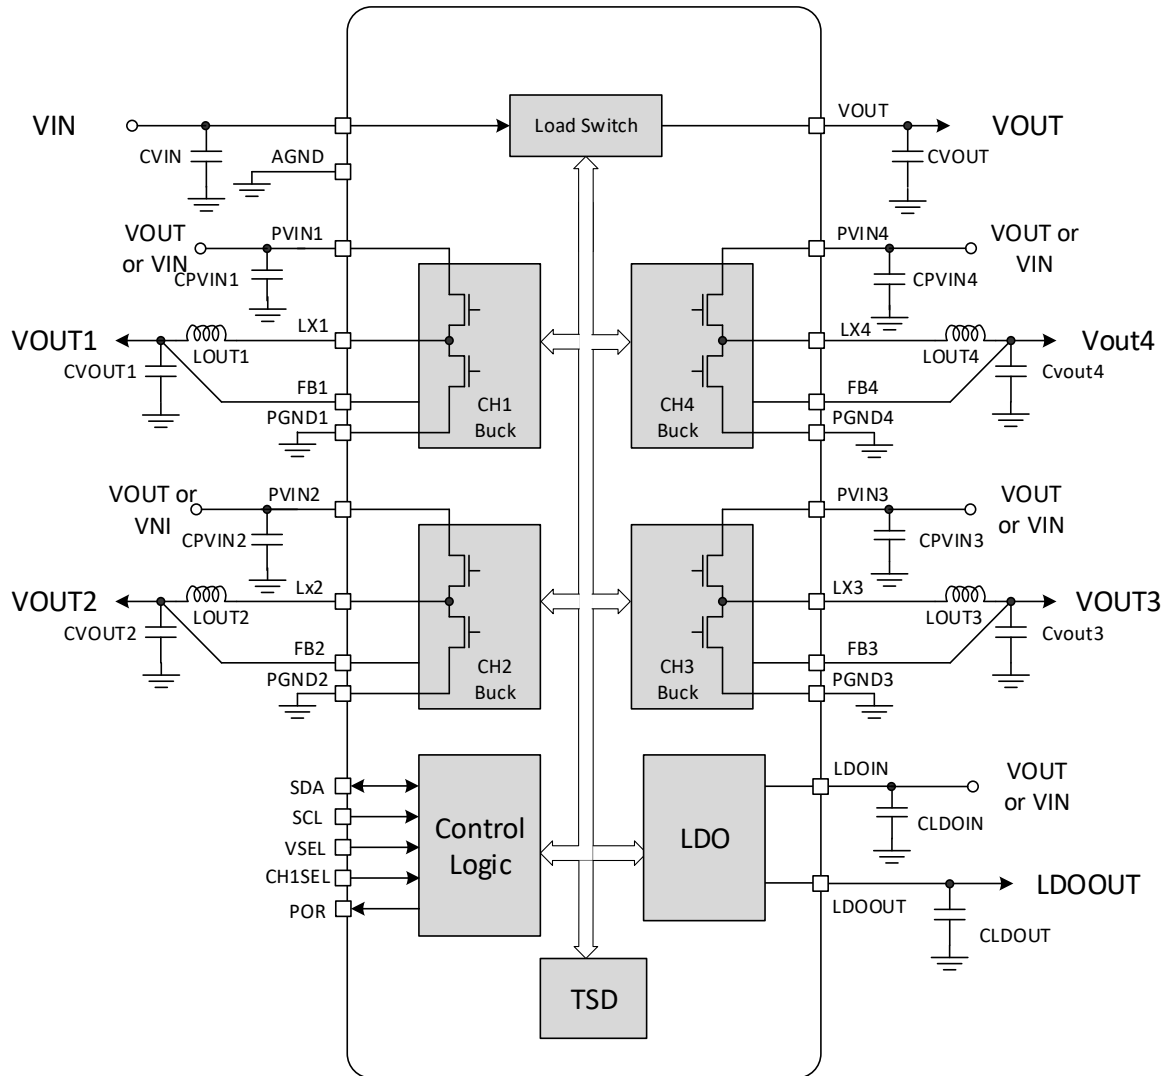 VIN
CVIN
AGND
Load Switch
VOUT
CVOUT
VOUT
VOUT
or VIN
PVIN1
CPVIN1
PVIN4
CPVIN4
VOUT or
VIN
VOUT1
CVOUT1
LOUT1
LX1
FB1
PGND1
CH1
Buck
CH4
Buck
LX4
LOUT4
FB4
PGND4
Vout4
Cvout4
VOUT or
VNI
PVIN2
CPVIN2
PVIN3
CPVIN3
VOUT
or VIN
VOUT2
CVOUT2
LOUT2
Lx2
FB2
PGND2
CH2
Buck
CH3
Buck
LX3
LOUT3
FB3
PGND3
VOUT3
Cvout3
SDA
SCL
VSEL
CH1SEL
POR
Control
Logic
LDO
LDOIN
CLDOIN
VOUT
or VIN
LDOOUT
CLDOUT
LDOOUT
TSD